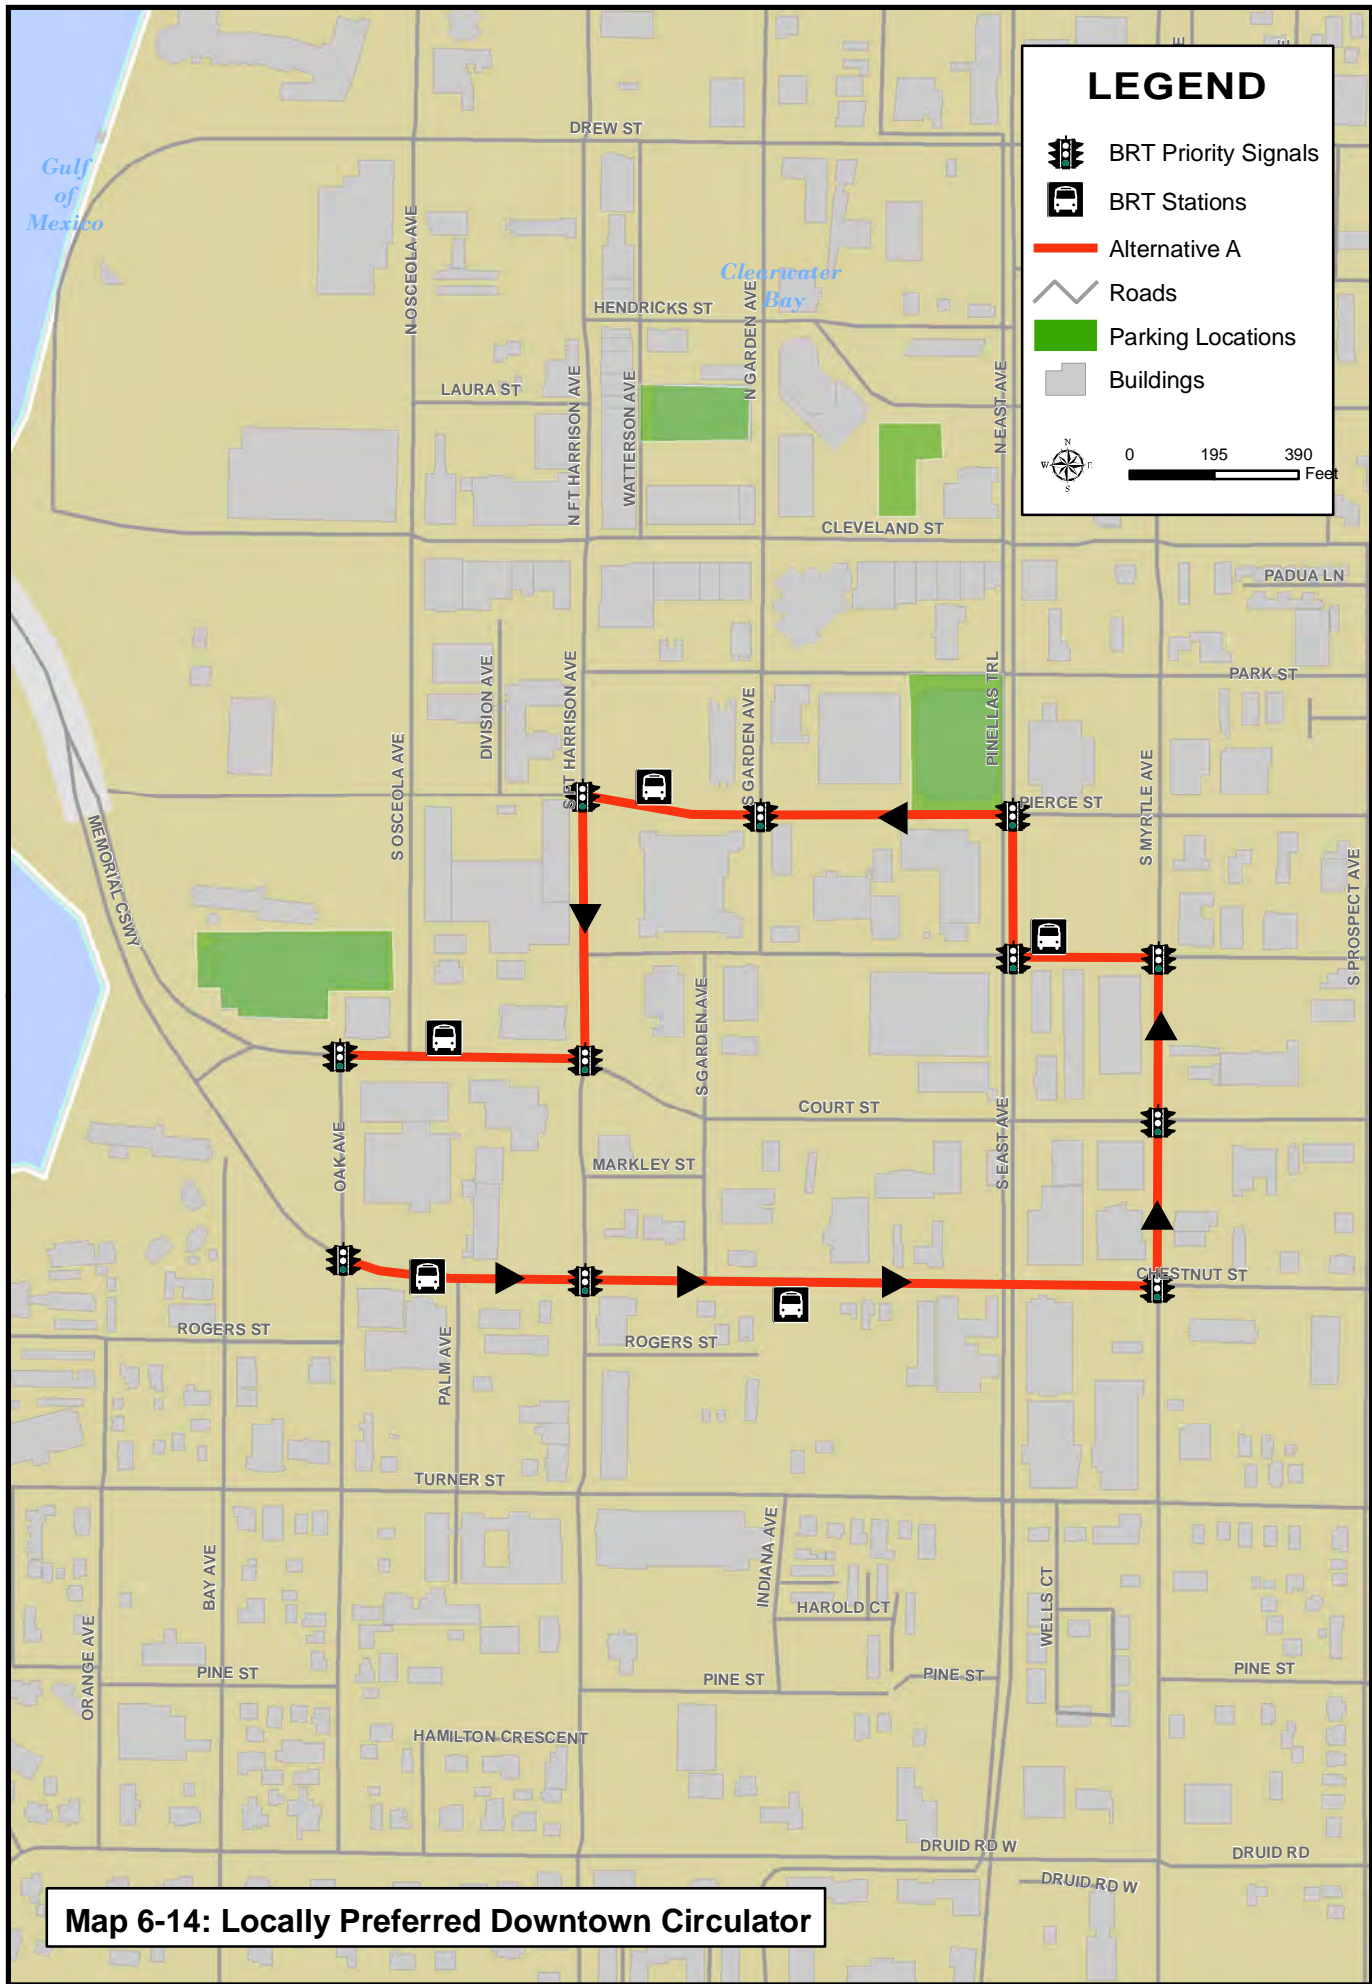 LEGEND
BRT Priority Signals
BRT Stations
Alternative A
Roads
Parking Locations
Buildings
N
W
E
S
0 195 390
Feet
DREW ST
Gulf
of
Mexico
N OSCEOLA AVE
Clearwater
Bay
HENDRICKS ST
N GARDEN AVE
LAURA ST
N FT HARRISON AVE
WATTERSON AVE
N EAST AVE
CLEVELAND ST
PADUA LN
PARK ST
DIVISION AVE
S FT HARRISON AVE
S GARDEN AVE
PINELLAS TRL
S OSCEOLA AVE
PIERCE ST
S MYRTLE AVE
MEMORIAL CSWY
S PROSPECT AVE
S GARDEN AVE
COURT ST
OAK AVE
MARKLEY ST
S EAST AVE
CHESTNUT ST
ROGERS ST
ROGERS ST
PALM AVE
TURNER ST
BAY AVE
INDIANA AVE
WELLS CT
HAROLD CT
ORANGE AVE
PINE ST
PINE ST
PINE ST
PINE ST
HAMILTON CRESCENT
DRUID RD W
DRUID RD
DRUID RD W
Map 6-14: Locally Preferred Downtown Circulator